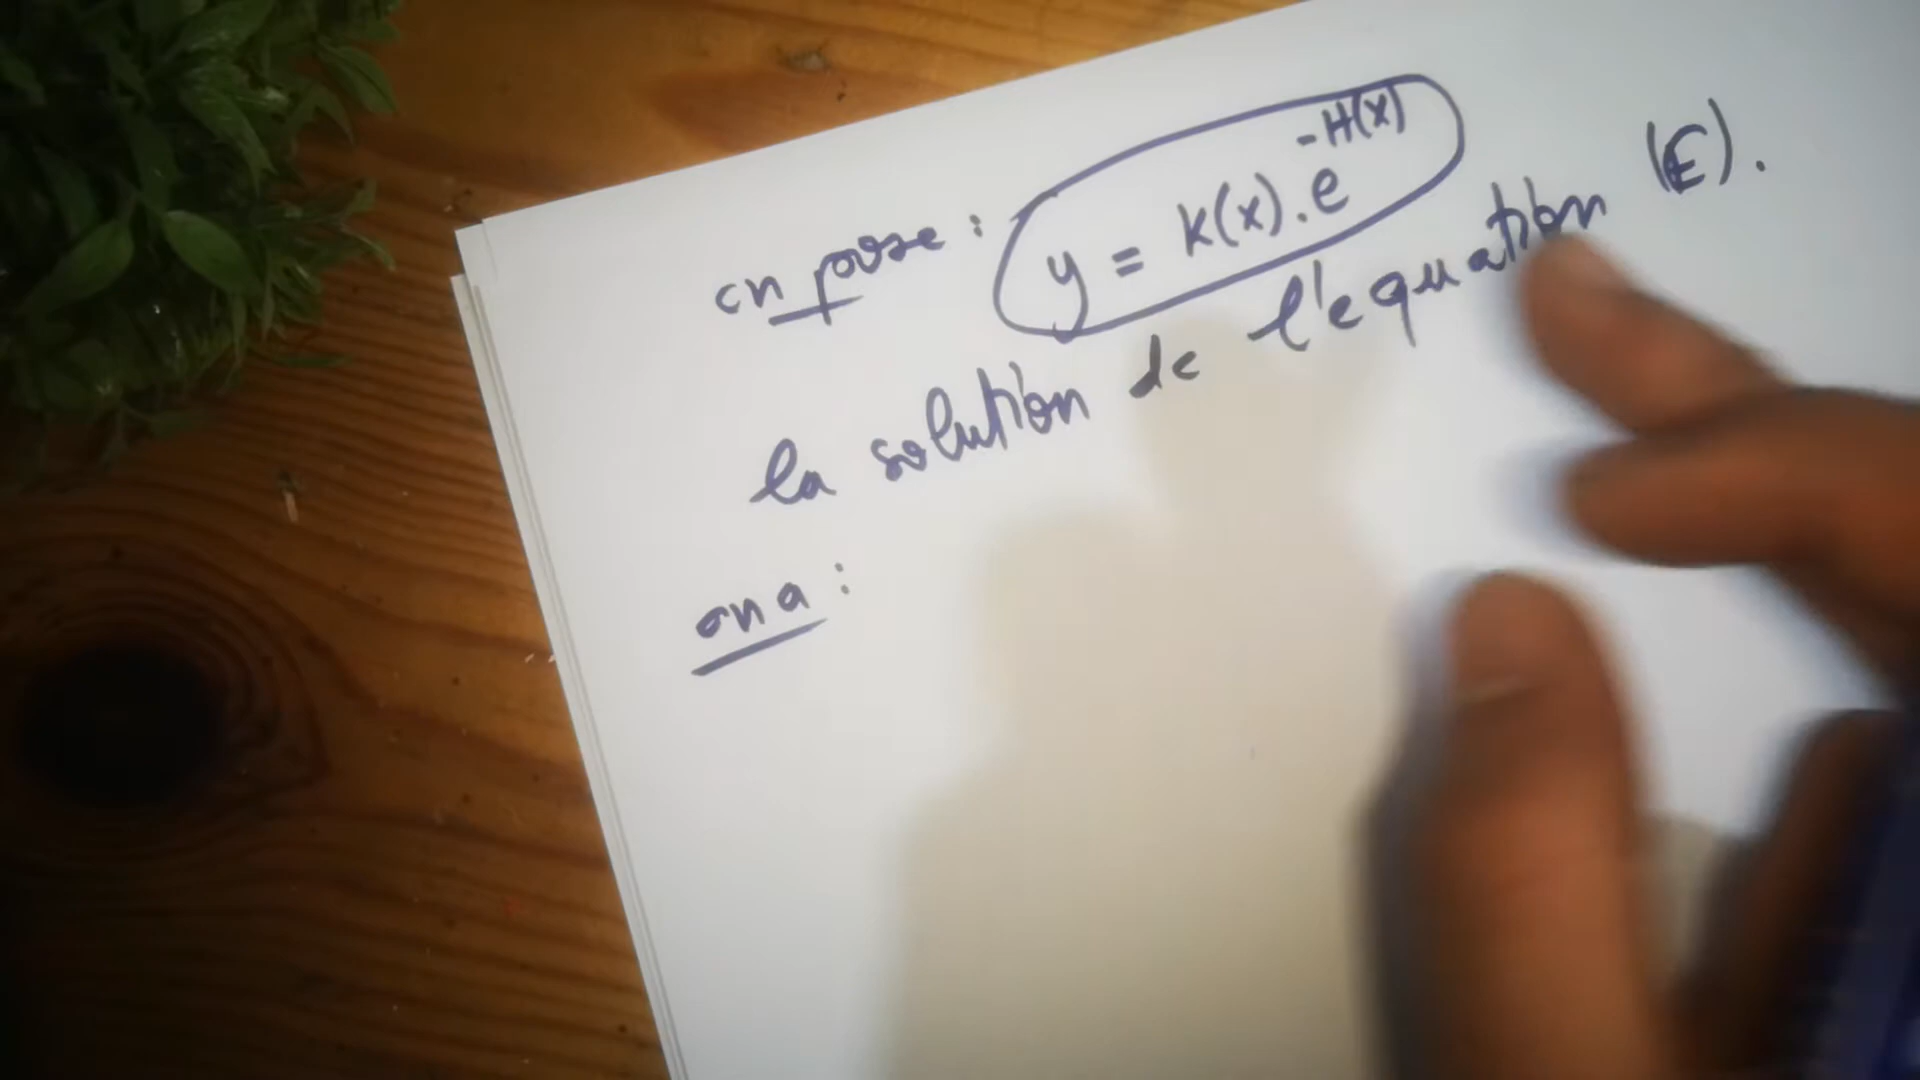 on pose : y = K(x).e^-H(x)
la solution de l'equation (E).
on a :